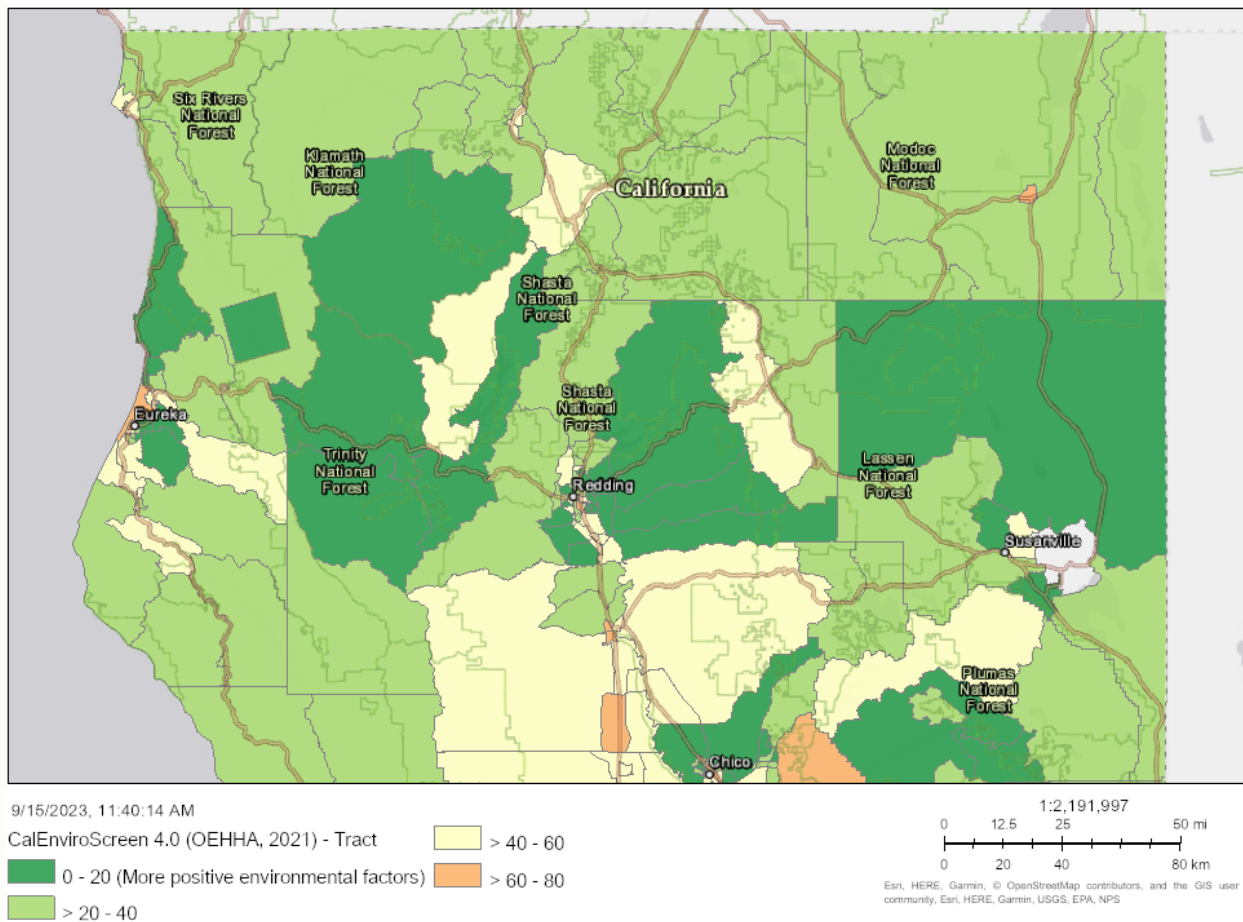 Six Rivers
National
Forest
Klamath
National
Forest
Modoc
National
Forest
California
Shasta
National
Forest
Shasta
National
Forest
Eureka
Trinity
National
Forest
Redding
Lassen
National
Forest
Susanville
Plumas
National
Forest
Chico
9/15/2023, 11:40:14 AM
CalEnviroScreen 4.0 (OEHHA, 2021) - Tract
0 - 20 (More positive environmental factors)
> 20 - 40
> 40 - 60
> 60 - 80
1:2,191,997
0 12.5 25 50 mi
0 20 40 80 km
Esri, HERE, Garmin, © OpenStreetMap contributors, and the GIS user
community, Esri, HERE, Garmin, USGS, EPA, NPS